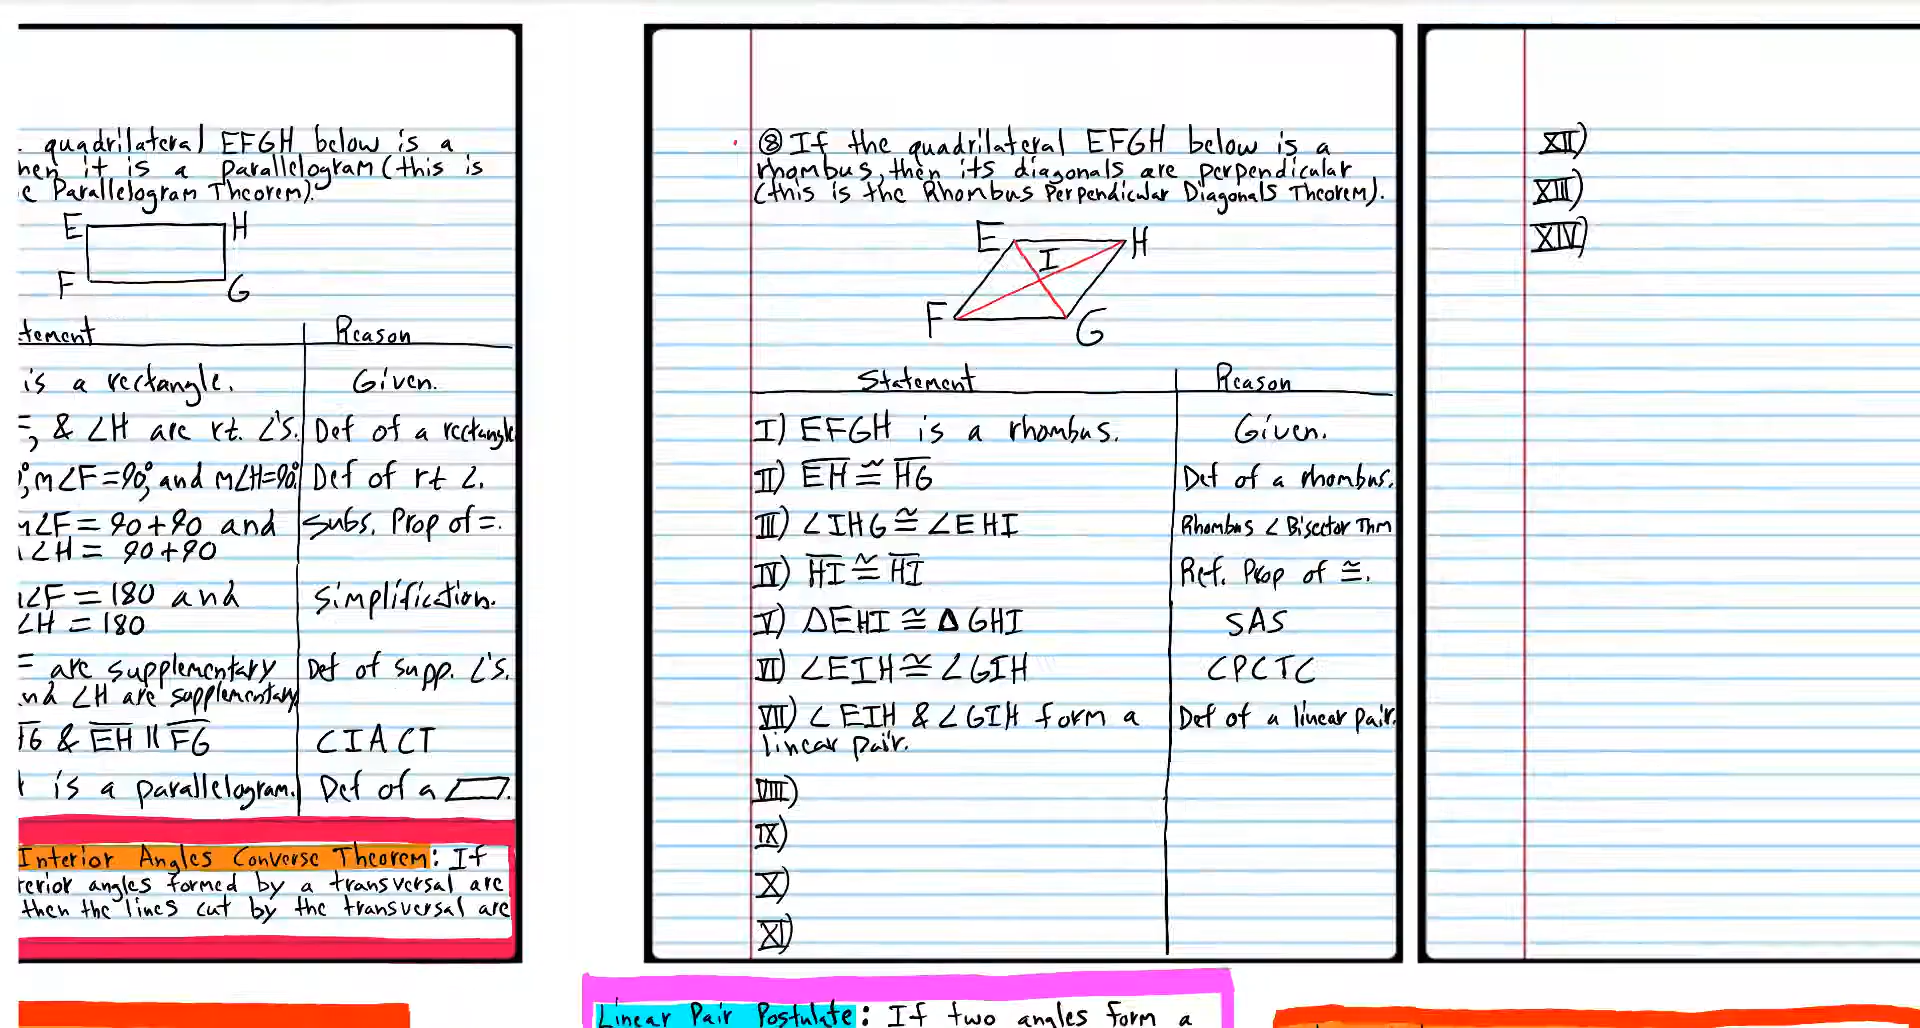 . quadrilateral EFGH below is a
hen it is a parallelogram (this is
e Parallelogram Theorem).
E H
F G
tement Reason
is a rectangle. Given.
, & ∠H are rt. ∠'s. Def of a rectangle
°, m∠F=90°, and m∠H=90° Def of rt ∠.
∠F = 90+90 and Subs. Prop of =.
∠H = 90+90
∠F = 180 and Simplification.
∠H = 180
are supplementary Def of supp. ∠'s.
nd ∠H are supplementary
FG & EH || FG CIACT
is a parallelogram. Def of a ▱.
Interior Angles Converse Theorem: If
terior angles formed by a transversal are
then the lines cut by the transversal are
⑧ If the quadrilateral EFGH below is a
rhombus, then its diagonals are perpendicular
(this is the Rhombus Perpendicular Diagonals Theorem).
E I H
F G
Statement Reason
I) EFGH is a rhombus. Given.
II) EH ≅ HG Def of a rhombus.
III) ∠IHG ≅ ∠EHI Rhombus ∠ Bisector Thm
IV) HI ≅ HI Ref. Prop of ≅.
V) ΔEHI ≅ ΔGHI SAS
VI) ∠EIH ≅ ∠GIH CPCTC
VII) ∠EIH & ∠GIH form a Def of a linear pair.
linear pair.
VIII)
IX)
X)
XI)
Linear Pair Postulate: If two angles form a
XII)
XIII)
XIV)